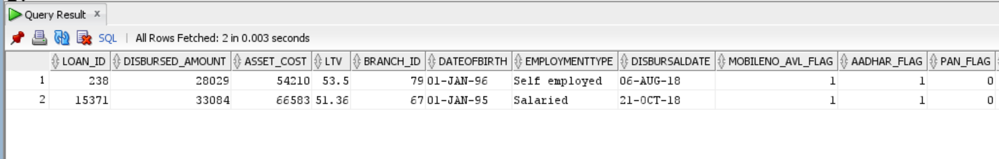 Query Result x
SQL | All Rows Fetched: 2 in 0.003 seconds
LOAN_ID DISBURSED_AMOUNT ASSET_COST LTV BRANCH_ID DATEOFBIRTH EMPLOYMENTTYPE DISBURSALDATE MOBILENO_AVL_FLAG AADHAR_FLAG PAN_FLAG
1 238 28029 54210 53.5 79 01-JAN-96 Self employed 06-AUG-18 1 1 0
2 15371 33084 66583 51.36 67 01-JAN-95 Salaried 21-OCT-18 1 1 0